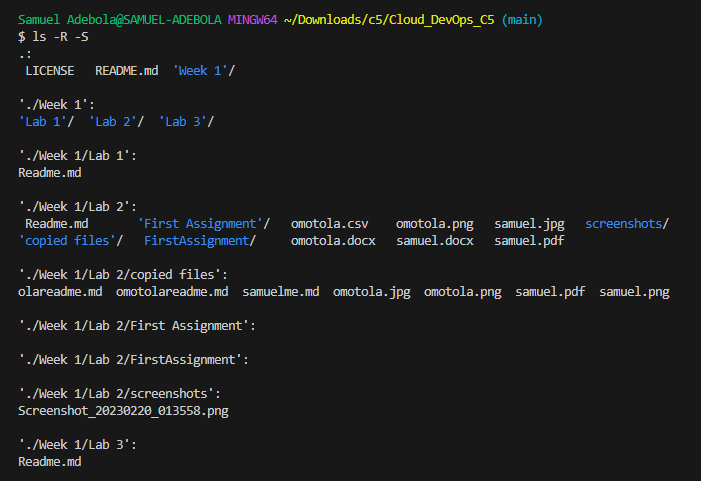 Samuel Adebola@SAMUEL-ADEBOLA MINGW64 ~/Downloads/c5/Cloud_DevOps_C5 (main)
$ ls -R -S
.:
 LICENSE   README.md  'Week 1'/

'./Week 1':
'Lab 1'/  'Lab 2'/  'Lab 3'/

'./Week 1/Lab 1':
Readme.md

'./Week 1/Lab 2':
 Readme.md       'First Assignment'/   omotola.csv    omotola.png   samuel.jpg   screenshots/
'copied files'/   FirstAssignment/     omotola.docx   samuel.docx   samuel.pdf

'./Week 1/Lab 2/copied files':
olareadme.md  omotolareadme.md  samuelme.md  omotola.jpg  omotola.png  samuel.pdf  samuel.png

'./Week 1/Lab 2/First Assignment':

'./Week 1/Lab 2/FirstAssignment':

'./Week 1/Lab 2/screenshots':
Screenshot_20230220_013558.png

'./Week 1/Lab 3':
Readme.md